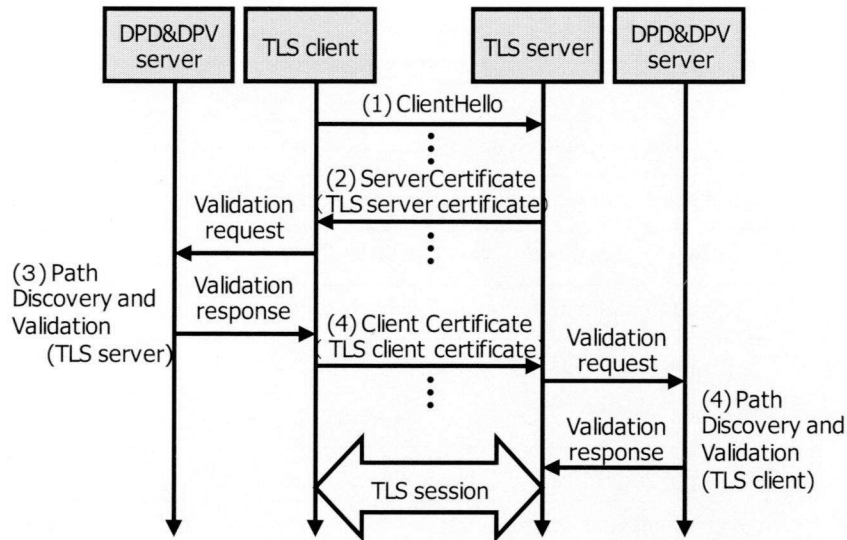 DPD&DPV
server
TLS client
TLS server
DPD&DPV
server
(1) ClientHello
(2) ServerCertificate
(TLS server certificate)
Validation
request
(3) Path
Discovery and
Validation
(TLS server)
Validation
response
(4) Client Certificate
( TLS client certificate)
Validation
request
(4) Path
Discovery and
Validation
(TLS client)
Validation
response
TLS session